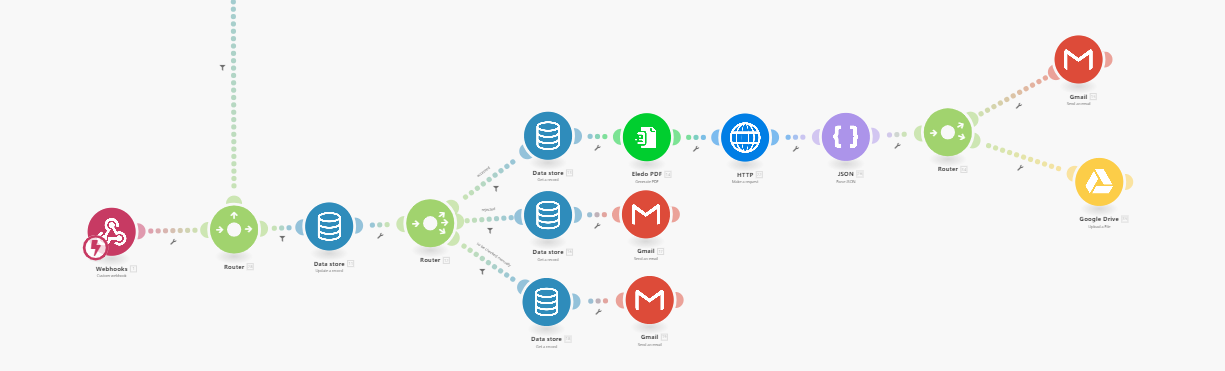 Gmail
Send an email
Data store
Get a record
Eledo PDF
HTTP
Make a request
JSON
Parse JSON
Router
Google Drive
Upload a File
Data store
Get a record
Gmail
Send an email
Webhooks
Custom webhook
Router
Data store
Update a record
Router
Data store
Get a record
Gmail
Send an email